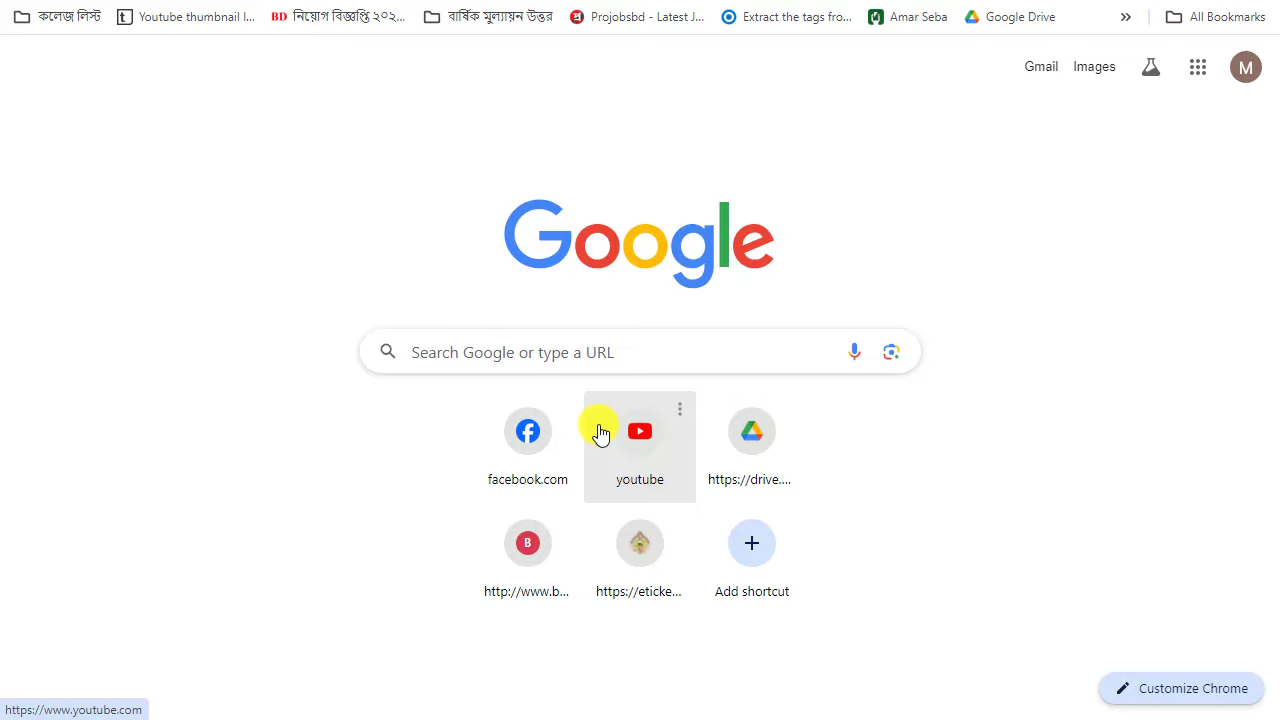 কলেজ লিস্ট
Youtube thumbnail l...
BD নিয়োগ বিজ্ঞপ্তি ২০২...
বার্ষিক মুল্যায়ন উত্তর
Prijobsbd - Latest J...
Extract the tags fro...
Amar Seba
Google Drive
All Bookmarks
Gmail
Images
M
Google
Search Google or type a URL
facebook.com
youtube
https://drive....
B
http://www.b...
https://eticke...
Add shortcut
Customize Chrome
https://www.youtube.com